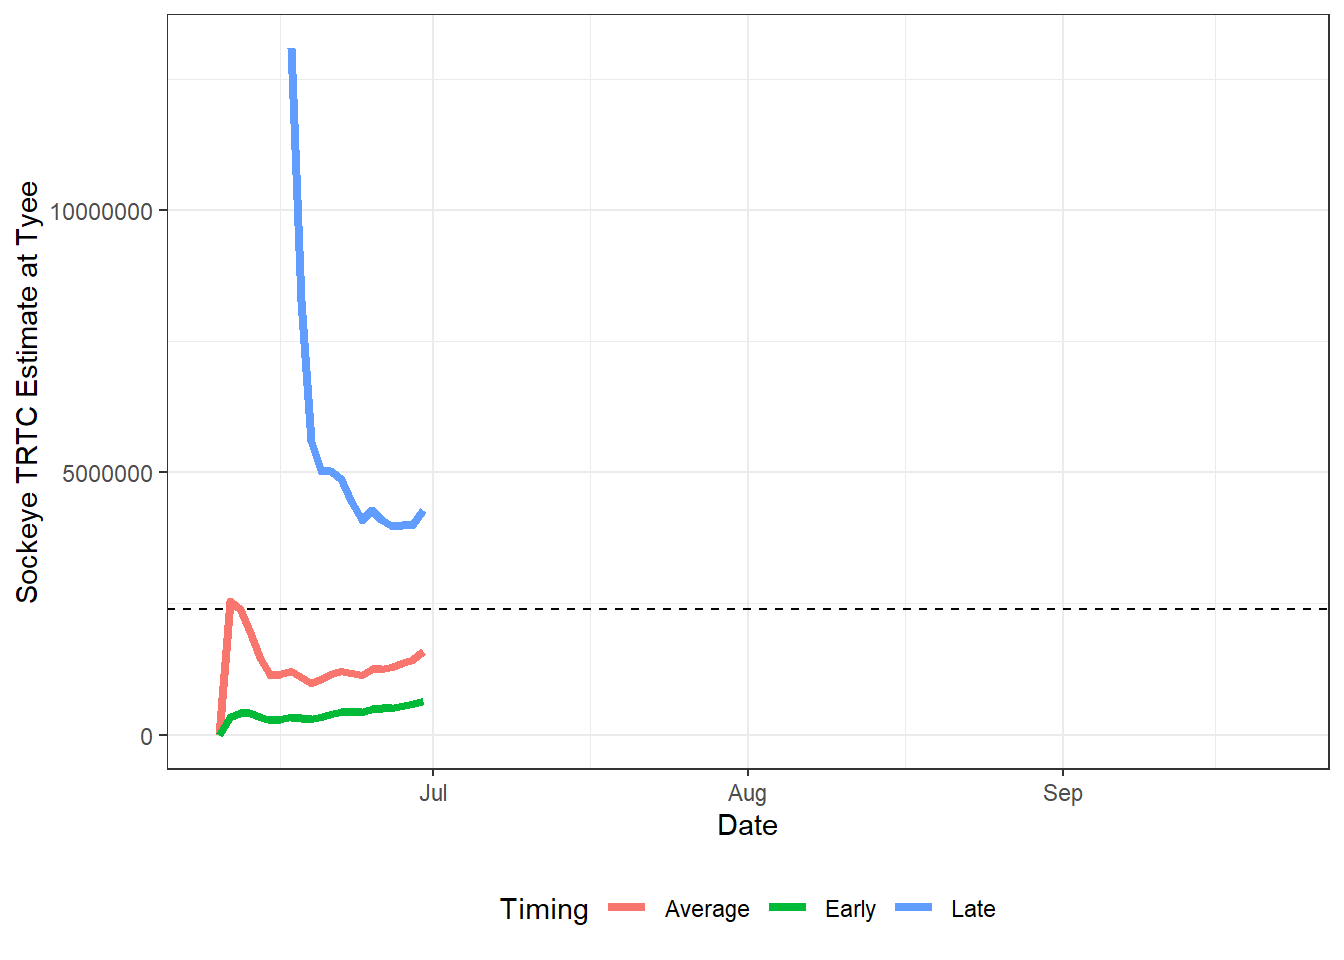 Sockeye TRTC Estimate at Tyee
10000000
5000000
0
Jul Aug Sep
Date
Timing Average Early Late